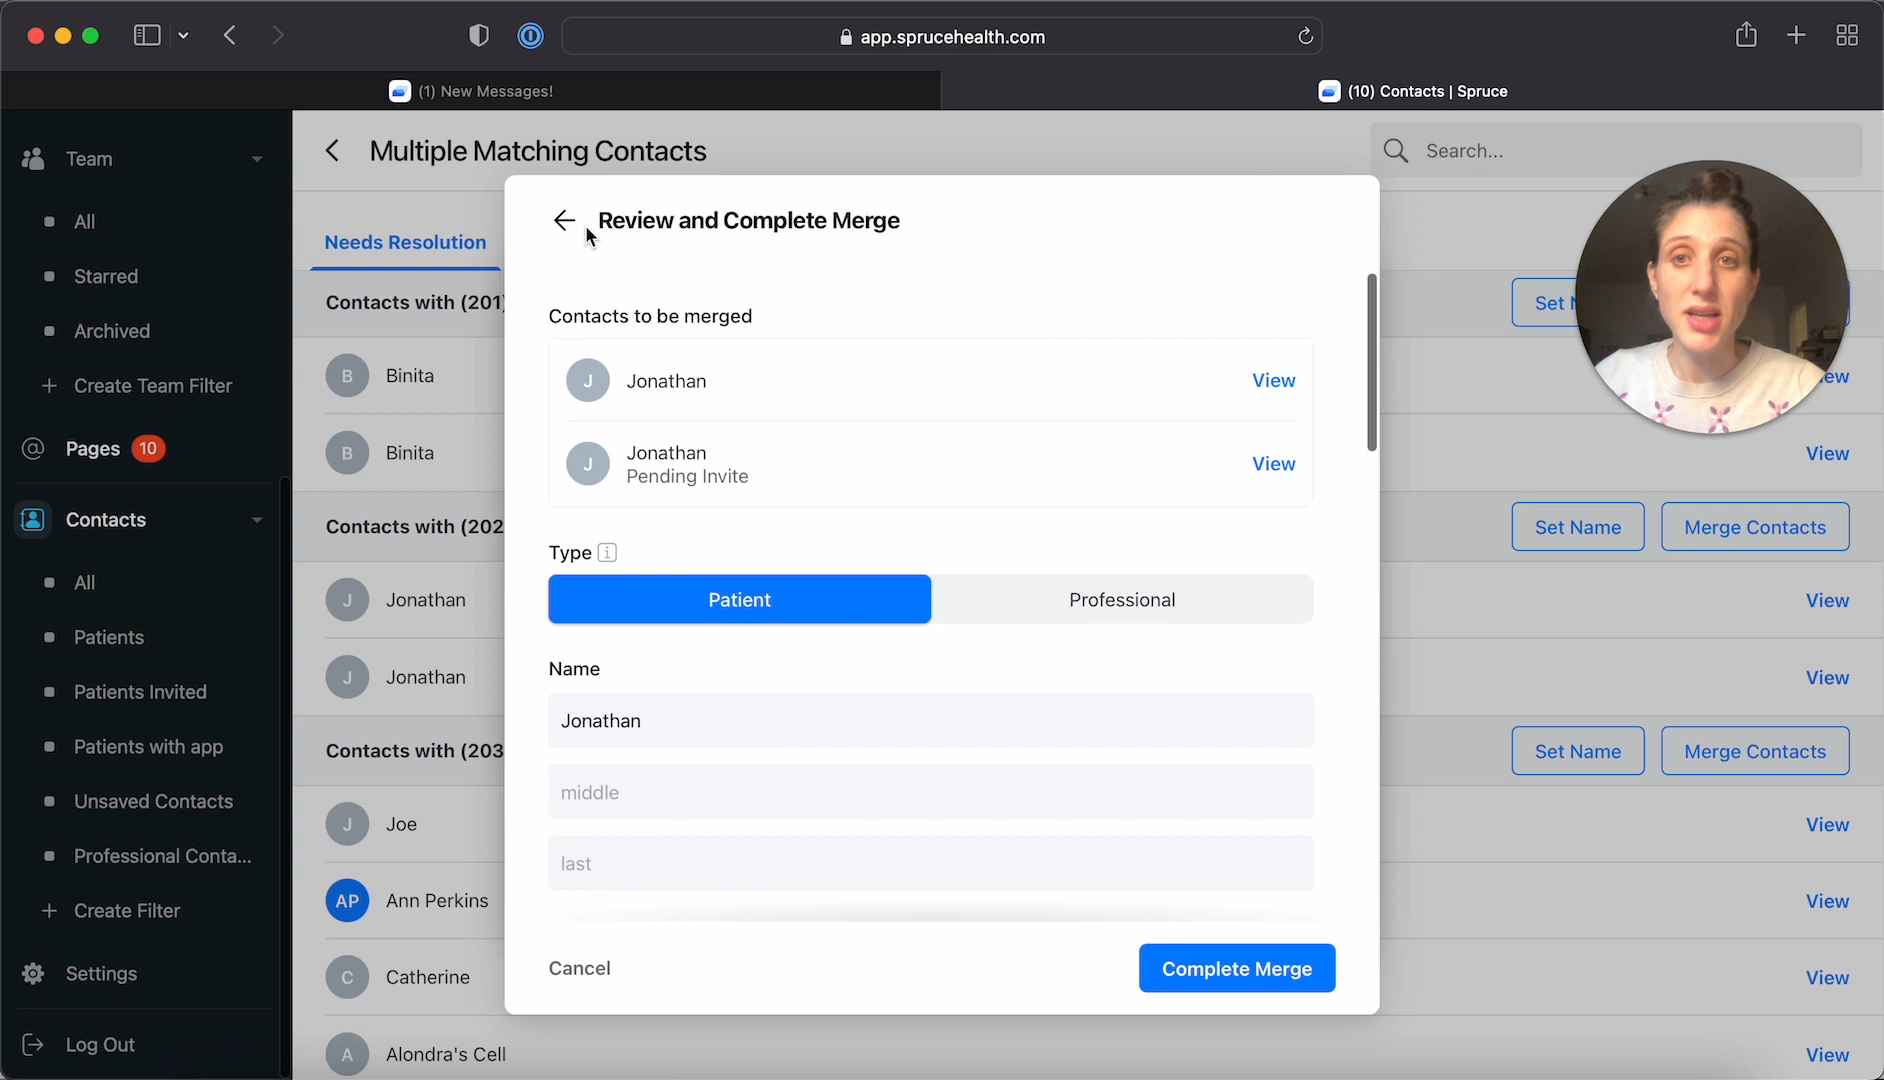 app.sprucehealth.com
(1) New Messages!
(10) Contacts | Spruce
Team
All
Starred
Archived
Create Team Filter
Pages 10
Contacts
All
Patients
Patients Invited
Patients with app
Unsaved Contacts
Professional Conta...
Create Filter
Settings
Log Out
Multiple Matching Contacts
Search...
Needs Resolution
Contacts with (201)
Set
B Binita
B Binita
View
Contacts with (202
Set Name
Merge Contacts
J Jonathan
View
J Jonathan
View
Contacts with (203
Set Name
Merge Contacts
J Joe
View
AP Ann Perkins
View
C Catherine
View
A Alondra's Cell
View
Review and Complete Merge
Contacts to be merged
J Jonathan
View
J Jonathan
Pending Invite
View
Type i
Patient
Professional
Name
Jonathan
middle
last
Cancel
Complete Merge